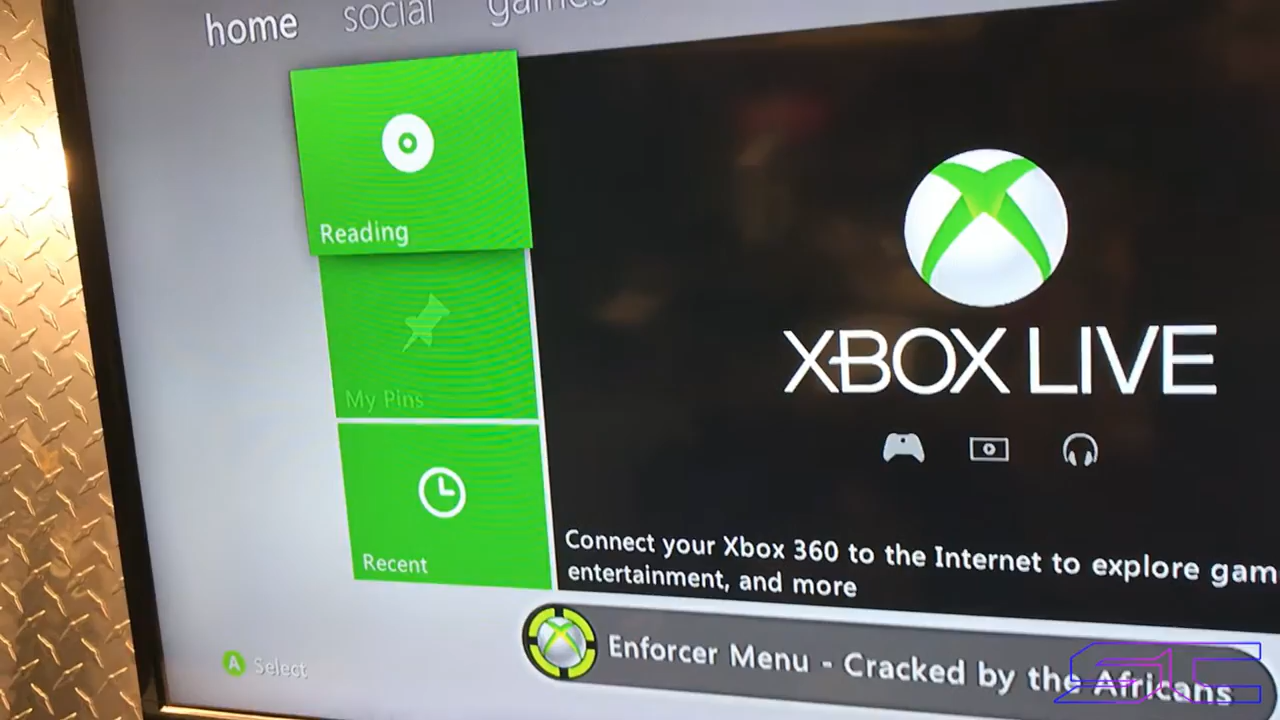 home social games
Reading
My Pins
Recent
XBOX LIVE
Connect your Xbox 360 to the Internet to explore gam
entertainment, and more
A Select
Enforcer Menu - Cracked by the Africans